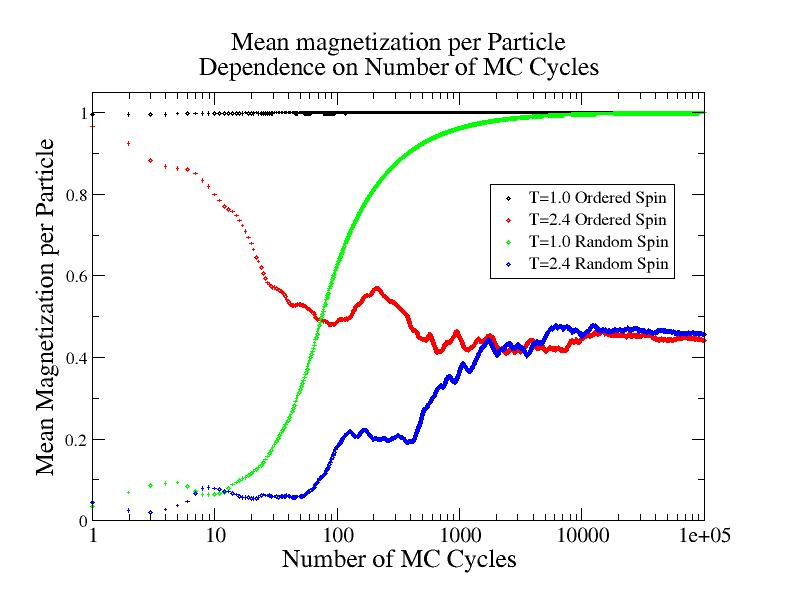 Mean magnetization per Particle
Dependence on Number of MC Cycles
Mean Magnetization per Particle
1
0.8
0.6
0.4
0.2
0
T=1.0 Ordered Spin
T=2.4 Ordered Spin
T=1.0 Random Spin
T=2.4 Random Spin
1 10 100 1000 10000 1e+05
Number of MC Cycles